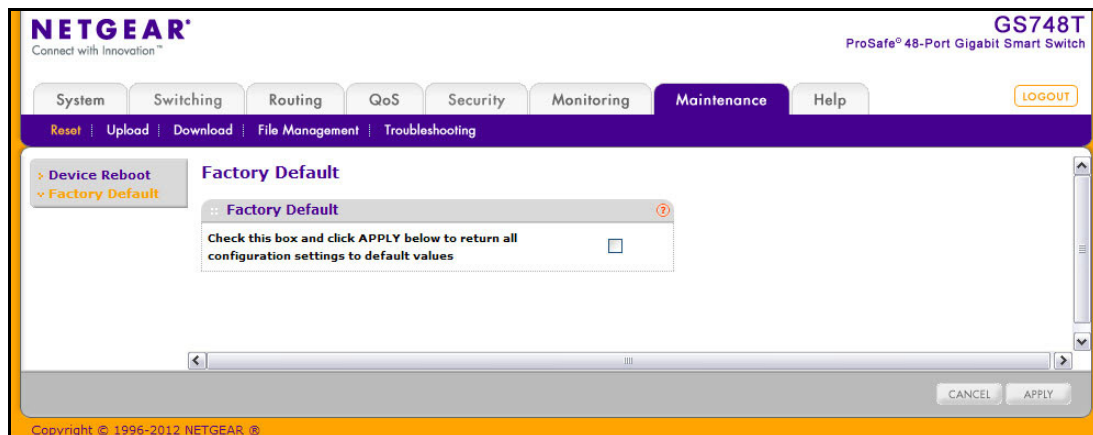 NETGEAR®
GS748T
Connect with Innovation™
ProSafe® 48-Port Gigabit Smart Switch
System Switching Routing QoS Security Monitoring Maintenance Help LOGOUT
Reset Upload Download File Management Troubleshooting
Device Reboot
Factory Default
Factory Default
Factory Default ?
Check this box and click APPLY below to return all
configuration settings to default values
CANCEL APPLY
Copyright © 1996-2012 NETGEAR ®